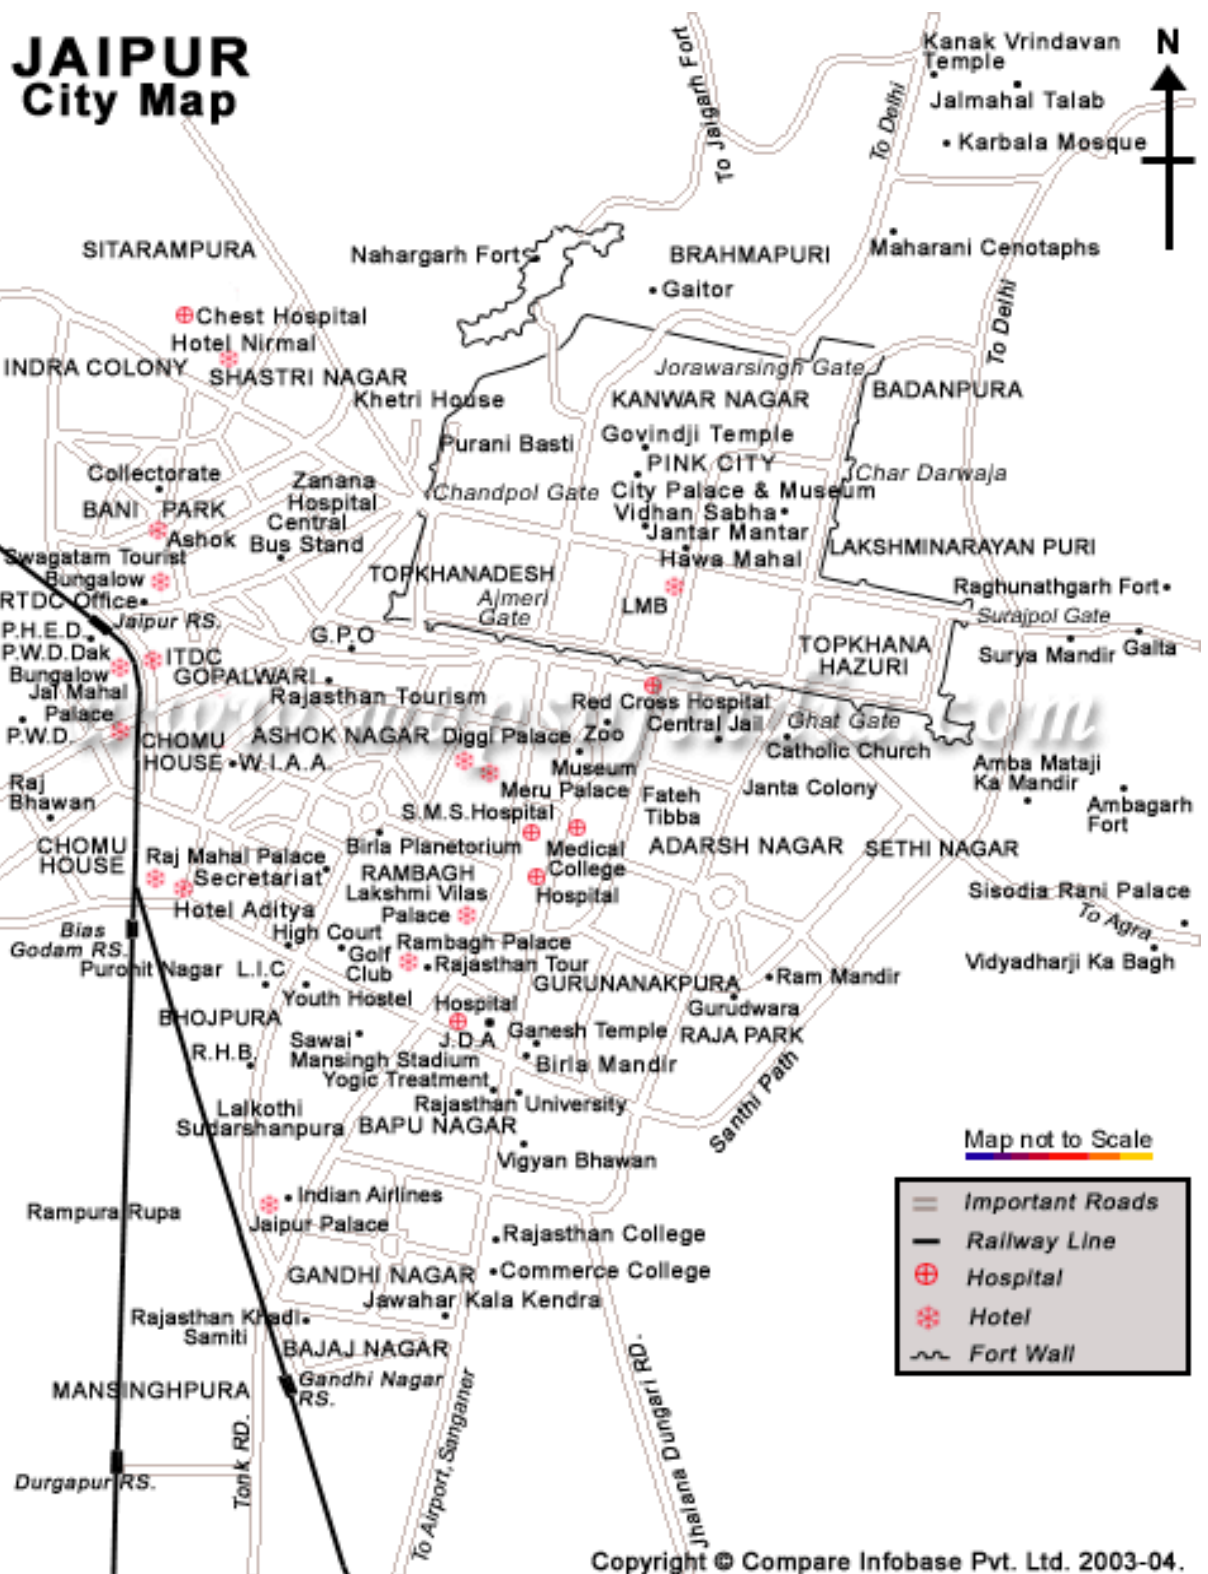 JAIPUR
City Map
To Jaigarh Fort
To Delhi
Kanak Vrindavan
Temple
Jalmahal Talab
Karbala Mosque
N
SITARAMPURA
Nahargarh Fort
BRAHMAPURI
Maharani Cenotaphs
Gaitor
To Delhi
Chest Hospital
Hotel Nirmal
INDRA COLONY
SHASTRI NAGAR
Jorawarsingh Gate
BADANPURA
Khetri House
KANWAR NAGAR
Purani Basti
Govindji Temple
PINK CITY
Collectorate
Zanana
Hospital
Chandpol Gate
City Palace & Museum
Char Darwaja
BANI PARK
Central
Bus Stand
Vidhan Sabha
Jantar Mantar
Ashok
Hawa Mahal
LAKSHMINARAYAN PURI
Swagatam Tourist
Bungalow
TOPKHANADESH
Raghunathgarh Fort
RTDC Office
Ajmeri
Gate
LMB
Surajpol Gate
Jaipur RS.
P.H.E.D.
G.P.O
TOPKHANA
HAZURI
Surya Mandir
Galta
P.W.D.Dak
Bungalow
ITDC
GOPALWARI
Jal Mahal
Palace
Rajasthan Tourism
Red Cross Hospital
P.W.D.
CHOMU
HOUSE
ASHOK NAGAR
Diggi Palace
Zoo
Central Jail
Ghat Gate
Catholic Church
W.I.A.A.
Museum
Amba Mataji
Ka Mandir
Raj
Bhawan
Meru Palace
Fateh
Tibba
Janta Colony
Ambagarh
Fort
S.M.S.Hospital
CHOMU
HOUSE
Raj Mahal Palace
Birla Planetorium
Medical
College
ADARSH NAGAR
SETHI NAGAR
Secretariat
RAMBAGH
Lakshmi Vilas
Palace
Hospital
Sisodia Rani Palace
Hotel Aditya
To Agra
Bias
Godam RS.
High Court
Golf
Club
Rambagh Palace
Rajasthan Tour
Vidyadharji Ka Bagh
Purohit Nagar
L.I.C
GURUNANAKPURA
Ram Mandir
Youth Hostel
Hospital
Gurudwara
BHOJPURA
Sawai
Mansingh Stadium
J.D.A
Ganesh Temple
RAJA PARK
R.H.B.
Birla Mandir
Yogic Treatment
Santhi Path
Lalkothi
Sudarshanpura
Rajasthan University
BAPU NAGAR
Vigyan Bhawan
Map not to Scale
Indian Airlines
Rampura Rupa
Jaipur Palace
Rajasthan College
Important Roads
Railway Line
Hospital
Hotel
Fort Wall
GANDHI NAGAR
Commerce College
Jawahar Kala Kendra
Rajasthan Khadi
Samiti
BAJAJ NAGAR
MANSINGHPURA
Gandhi Nagar
RS.
Jhalana Dungari RD.
Tonk RD.
To Airport, Sanganer
Durgapur RS.
Copyright © Compare Infobase Pvt. Ltd. 2003-04.